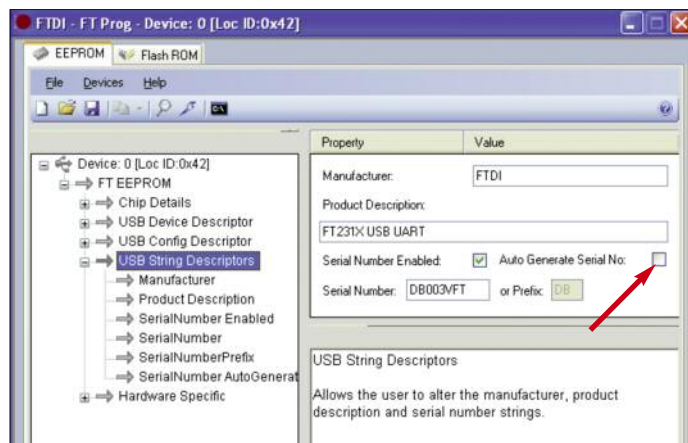 FTDI - FT Prog - Device: 0 [Loc ID:0x42]
EEPROM Flash ROM
File Devices Help
Device: 0 [Loc ID:0x42]
FT EEPROM
Chip Details
USB Device Descriptor
USB Config Descriptor
USB String Descriptors
Manufacturer
Product Description
SerialNumber Enabled
SerialNumber
SerialNumberPrefix
SerialNumber AutoGenerat
Hardware Specific
Property Value
Manufacturer: FTDI
Product Description:
FT231X USB UART
Serial Number Enabled: Auto Generate Serial No:
Serial Number: DB003VFT or Prefix: DB
USB String Descriptors
Allows the user to alter the manufacturer, product
description and serial number strings.